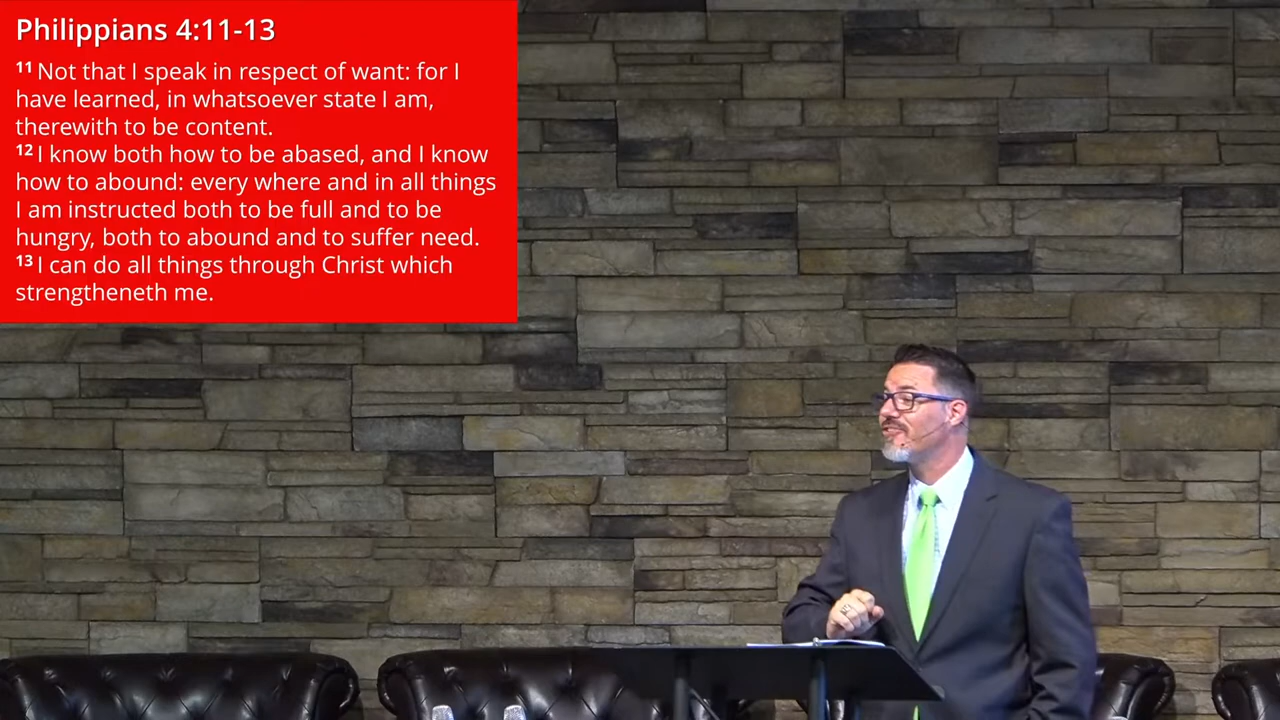 Philippians 4:11-13
11 Not that I speak in respect of want: for I
have learned, in whatsoever state I am,
therewith to be content.
12 I know both how to be abased, and I know
how to abound: every where and in all things
I am instructed both to be full and to be
hungry, both to abound and to suffer need.
13 I can do all things through Christ which
strengtheneth me.